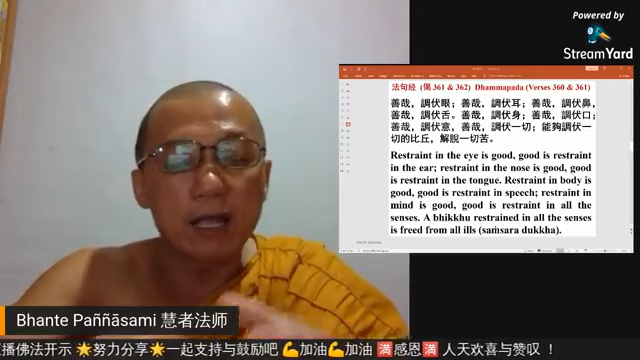 Powered by
StreamYard
法句经 (偈 361 & 362) Dhammapada (Verses 360 & 361)
善哉，調伏眼；善哉，調伏耳；善哉，調伏鼻，
善哉，調伏舌。善哉，調伏身；善哉，調伏口；
善哉，調伏意，善哉，調伏一切；能夠調伏一
切的比丘，解脫一切苦。
Restraint in the eye is good, good is restraint
in the ear; restraint in the nose is good, good
is restraint in the tongue. Restraint in body is
good, good is restraint in speech; restraint in
mind is good, good is restraint in all the
senses. A bhikkhu restrained in all the senses
is freed from all ills (saṁsara dukkha).
Bhante Paññāsami 慧者法师
直播佛法开示 🌟努力分享🌟一起支持与鼓励吧 💪加油💪加油 🈵感恩🈵 人天欢喜与赞叹 ！